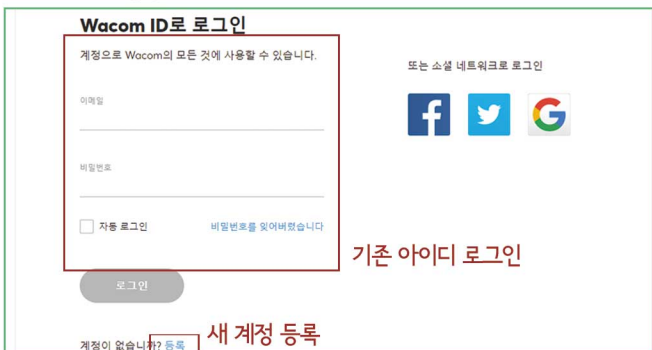 Wacom ID로 로그인
계정으로 Wacom의 모든 것에 사용할 수 있습니다.
이메일
비밀번호
자동 로그인
비밀번호를 잊어버렸습니다
로그인
계정이 없습니까? 등록
또는 소셜 네트워크로 로그인
기존 아이디 로그인
새 계정 등록